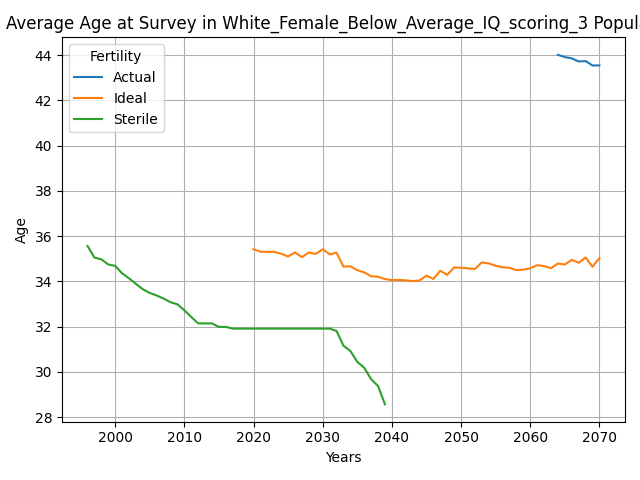 Average Age at Survey in White_Female_Below_Average_IQ_scoring_3 Popul
Fertility
Actual
Ideal
Sterile
44
42
40
38
36
34
32
30
28
Age
2000 2010 2020 2030 2040 2050 2060 2070
Years